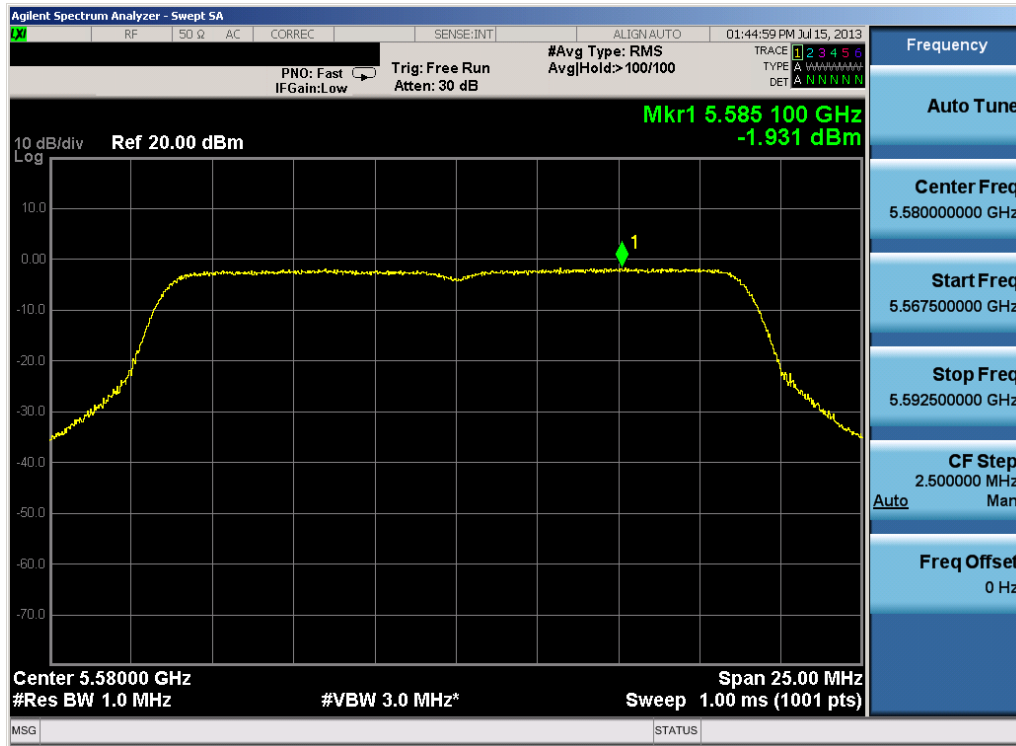 Agilent Spectrum Analyzer - Swept SA
LXI RF 50 Ω AC CORREC SENSE:INT ALIGN AUTO 01:44:59 PM Jul 15, 2013
PNO: Fast
IFGain:Low
Trig: Free Run
Atten: 30 dB
#Avg Type: RMS
Avg|Hold:> 100/100
TRACE 1 2 3 4 5 6
TYPE A WWWWW
DET A N N N N N
Mkr1 5.585 100 GHz
-1.931 dBm
10 dB/div Ref 20.00 dBm
Log
10.0
0.00
-10.0
-20.0
-30.0
-40.0
-50.0
-60.0
-70.0
1
Center 5.58000 GHz Span 25.00 MHz
#Res BW 1.0 MHz #VBW 3.0 MHz* Sweep 1.00 ms (1001 pts)
MSG STATUS
Frequency
Auto Tune
Center Freq
5.580000000 GHz
Start Freq
5.567500000 GHz
Stop Freq
5.592500000 GHz
CF Step
2.500000 MHz
Auto Man
Freq Offset
0 Hz